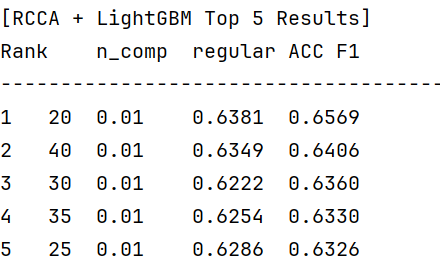 [RCCA + LightGBM Top 5 Results]
Rank    n_comp  regular ACC F1
-------------------------------------
1   20  0.01    0.6381  0.6569
2   40  0.01    0.6349  0.6406
3   30  0.01    0.6222  0.6360
4   35  0.01    0.6254  0.6330
5   25  0.01    0.6286  0.6326